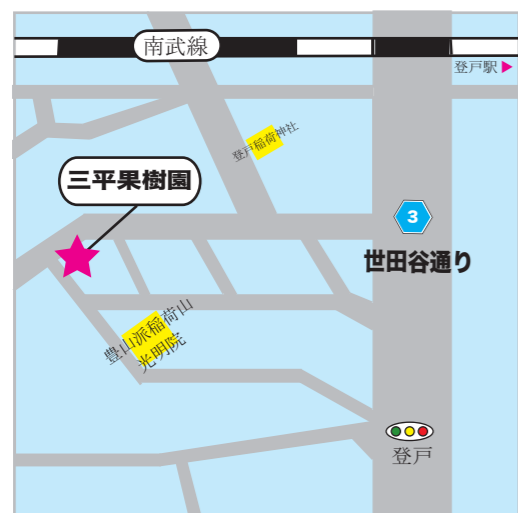 南武線
登戸駅▶
登戸稲荷神社
三平果樹園
3
世田谷通り
豊山派稲荷山
光明院
登戸